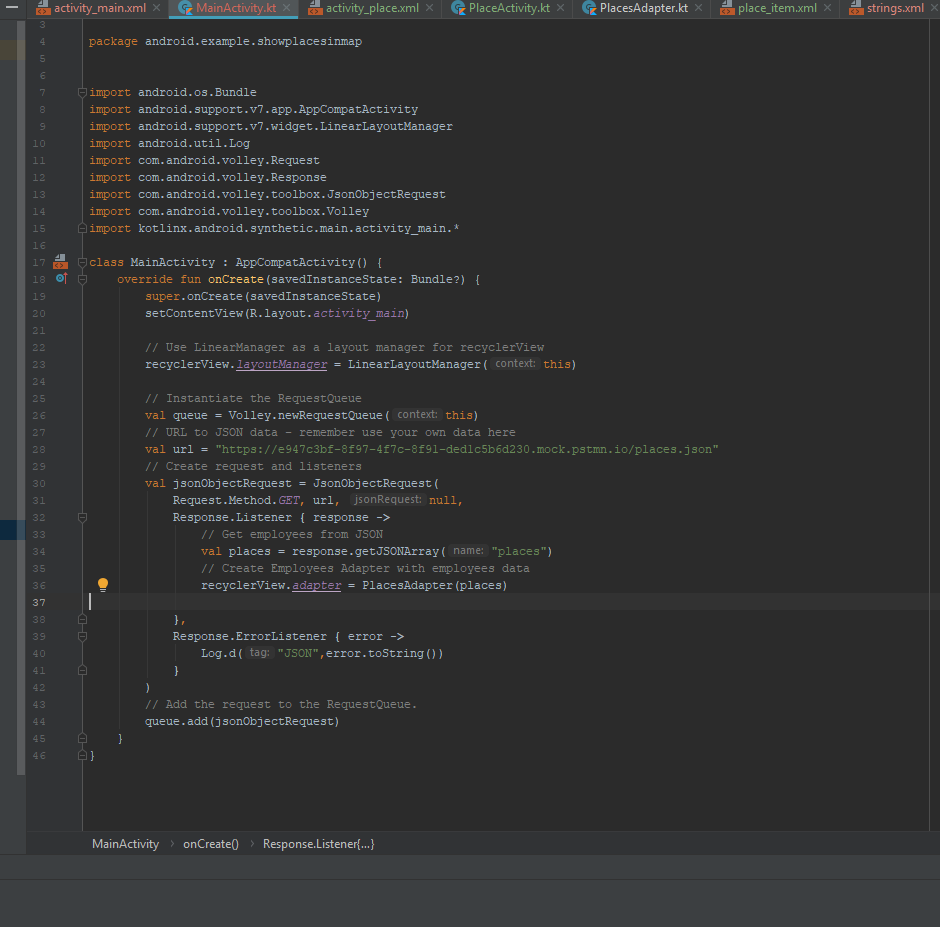 activity_main.xml MainActivity.kt activity_place.xml PlaceActivity.kt PlacesAdapter.kt place_item.xml strings.xml
3
4 package android.example.showplacesinmap
5
6
7 import android.os.Bundle
8 import android.support.v7.app.AppCompatActivity
9 import android.support.v7.widget.LinearLayoutManager
10 import android.util.Log
11 import com.android.volley.Request
12 import com.android.volley.Response
13 import com.android.volley.toolbox.JsonObjectRequest
14 import com.android.volley.toolbox.Volley
15 import kotlinx.android.synthetic.main.activity_main.*
16
17 class MainActivity : AppCompatActivity() {
18 override fun onCreate(savedInstanceState: Bundle?) {
19 super.onCreate(savedInstanceState)
20 setContentView(R.layout.activity_main)
21
22 // Use LinearManager as a layout manager for recyclerView
23 recyclerView.layoutManager = LinearLayoutManager( context: this)
24
25 // Instantiate the RequestQueue
26 val queue = Volley.newRequestQueue( context: this)
27 // URL to JSON data - remember use your own data here
28 val url = "https://e947c3bf-8f97-4f7c-8f91-ded1c5b6d230.mock.pstmn.io/places.json"
29 // Create request and listeners
30 val jsonObjectRequest = JsonObjectRequest(
31 Request.Method.GET, url, jsonRequest: null,
32 Response.Listener { response ->
33 // Get employees from JSON
34 val places = response.getJSONArray( name: "places")
35 // Create Employees Adapter with employees data
36 recyclerView.adapter = PlacesAdapter(places)
37
38 },
39 Response.ErrorListener { error ->
40 Log.d( tag: "JSON",error.toString())
41 }
42 )
43 // Add the request to the RequestQueue.
44 queue.add(jsonObjectRequest)
45 }
46 }
MainActivity › onCreate() › Response.Listener{...}